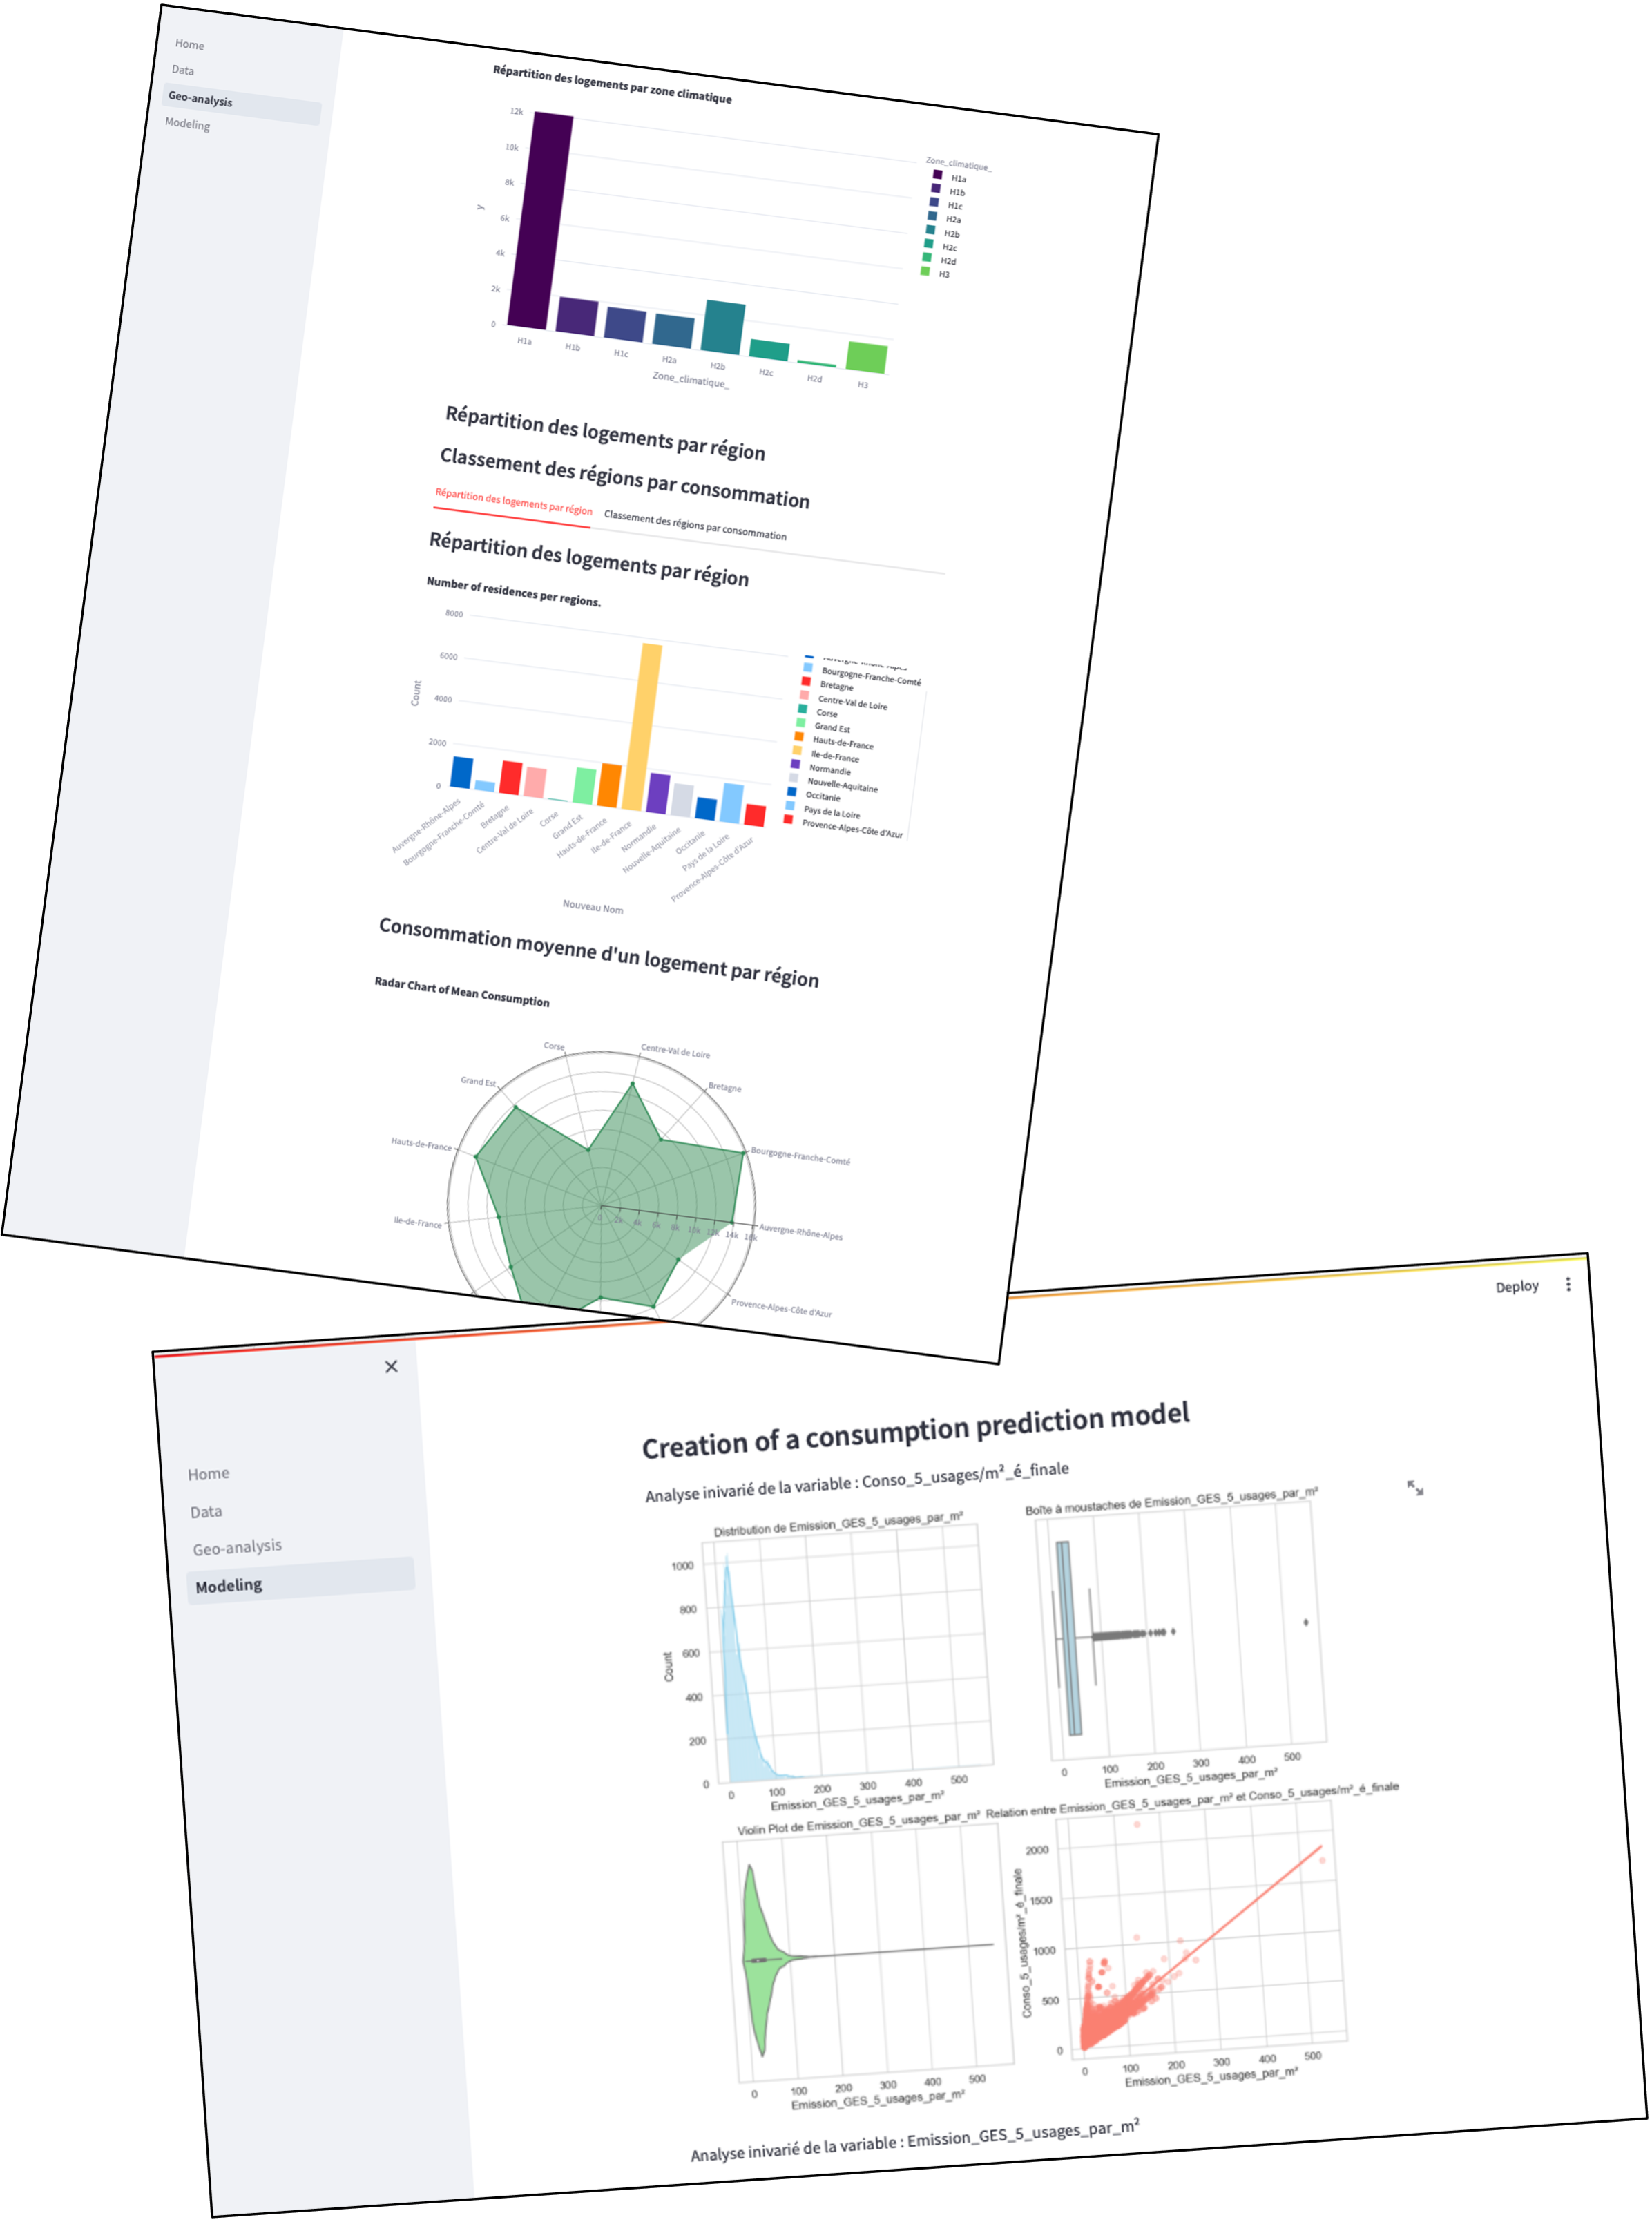 Home
Data
Geo-analysis
Modeling
Répartition des logements par zone climatique
12k
10k
8k
6k
4k
2k
0
y
H1a
H1b
H1c
H2a
H2b
H2c
H2d
H3
Zone_climatique_
Zone_climatique_
H1a
H1b
H1c
H2a
H2b
H2c
H2d
H3
Répartition des logements par région
Classement des régions par consommation
Répartition des logements par région
Classement des régions par consommation
Répartition des logements par région
Number of residences per regions.
8000
6000
4000
2000
0
Count
Auvergne-Rhône-Alpes
Bourgogne-Franche-Comté
Bretagne
Centre-Val de Loire
Corse
Grand Est
Hauts-de-France
Ile-de-France
Normandie
Nouvelle-Aquitaine
Occitanie
Pays de la Loire
Provence-Alpes-Côte d'Azur
Nouveau Nom
Auvergne-Rhône-Alpes
Bourgogne-Franche-Comté
Bretagne
Centre-Val de Loire
Corse
Grand Est
Hauts-de-France
Ile-de-France
Normandie
Nouvelle-Aquitaine
Occitanie
Pays de la Loire
Provence-Alpes-Côte d'Azur
Consommation moyenne d'un logement par région
Radar Chart of Mean Consumption
Corse
Centre-Val de Loire
Grand Est
Bretagne
Hauts-de-France
Bourgogne-Franche-Comté
Ile-de-France
0 2k 4k 6k 8k 10k 12k 14k 16k
Auvergne-Rhône-Alpes
Provence-Alpes-Côte d'Azur
Deploy
Home
Data
Geo-analysis
Modeling
Creation of a consumption prediction model
Analyse inivarié de la variable : Conso_5_usages/m²_é_finale
Distribution de Emission_GES_5_usages_par_m²
1000
800
600
400
200
0
Count
0 100 200 300 400 500
Emission_GES_5_usages_par_m²
Boîte à moustaches de Emission_GES_5_usages_par_m²
0 100 200 300 400 500
Emission_GES_5_usages_par_m²
Violin Plot de Emission_GES_5_usages_par_m²
0 100 200 300 400 500
Emission_GES_5_usages_par_m²
Relation entre Emission_GES_5_usages_par_m² et Conso_5_usages/m²_é_finale
2000
1500
1000
500
0
Conso_5_usages/m²_é_finale
0 100 200 300 400 500
Emission_GES_5_usages_par_m²
Analyse inivarié de la variable : Emission_GES_5_usages_par_m²